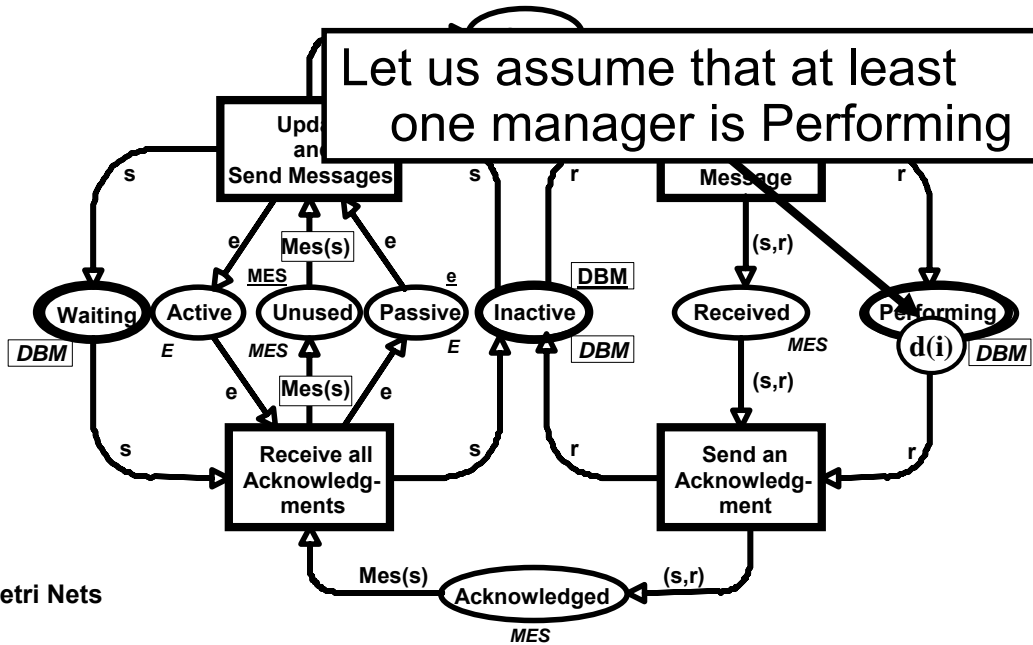 Let us assume that at least
one manager is Performing
and
Send Messages
Message
s
s
r
r
e
Mes(s)
e
(s,r)
MES
e
DBM
Waiting
Active
Unused
Passive
Inactive
Received
Performing
DBM
E
MES
E
DBM
MES
d(i)
DBM
e
Mes(s)
e
(s,r)
s
s
r
r
Receive all
Acknowledg-
ments
Send an
Acknowledg-
ment
Mes(s)
(s,r)
Acknowledged
MES
etri Nets